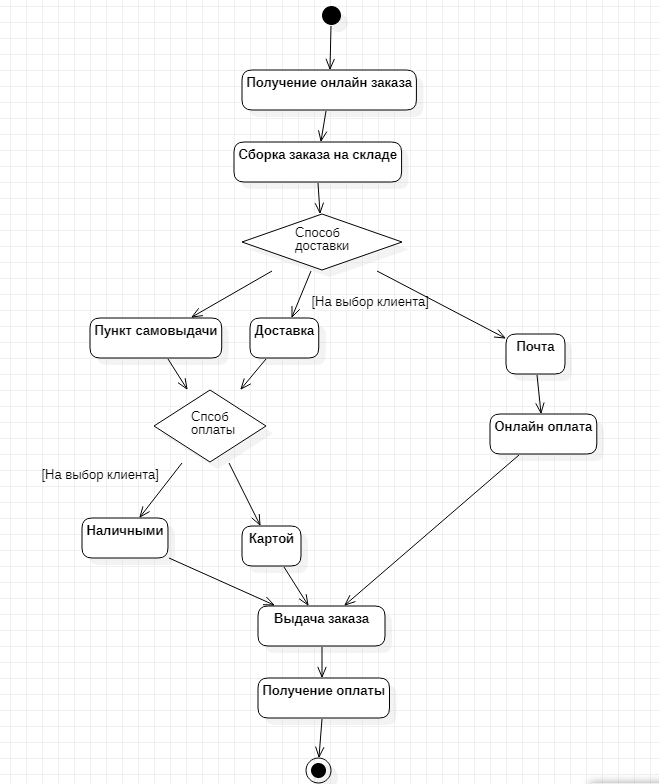 Получение онлайн заказа
Сборка заказа на складе
Способ
доставки
[На выбор клиента]
Пункт самовыдачи
Доставка
Почта
Спсоб
оплаты
Онлайн оплата
[На выбор клиента]
Наличными
Картой
Выдача заказа
Получение оплаты